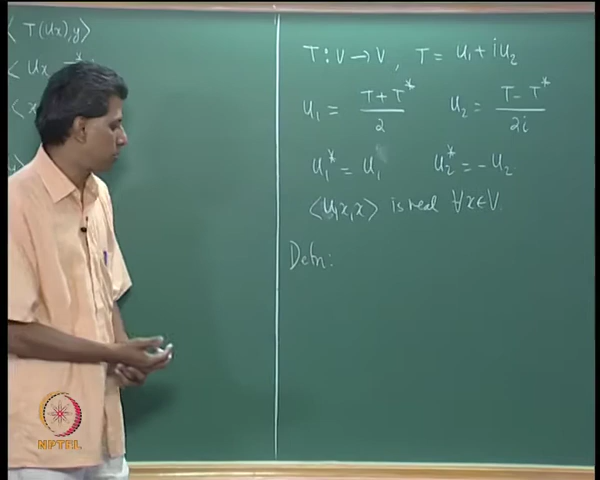 ⟨ T(Ux), y⟩
⟨ Ux
⟨ x
T : V → V , T = U₁ + iU₂
U₁ = (T + T*)/2 U₂ = (T - T*)/2i
U₁* = U₁ U₂* = -U₂
⟨U₁x, x⟩ is real ∀x∈V.
Defn:
NPTEL